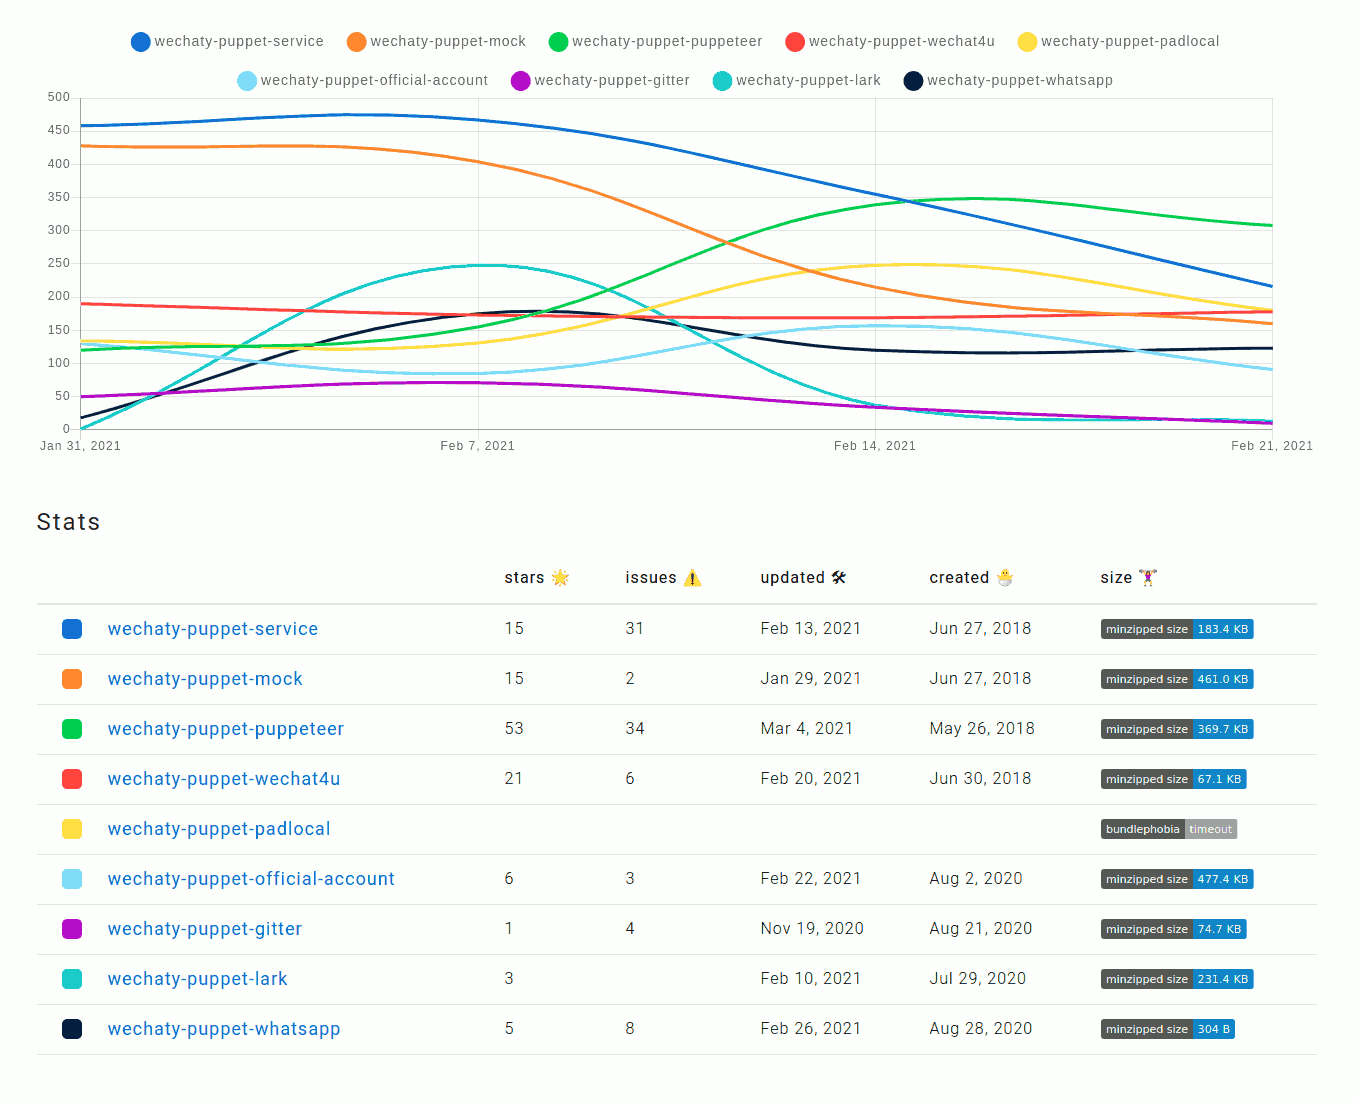 wechaty-puppet-service wechaty-puppet-mock wechaty-puppet-puppeteer wechaty-puppet-wechat4u wechaty-puppet-padlocal
wechaty-puppet-official-account wechaty-puppet-gitter wechaty-puppet-lark wechaty-puppet-whatsapp
500
450
400
350
300
250
200
150
100
50
0
Jan 31, 2021 Feb 7, 2021 Feb 14, 2021 Feb 21, 2021
Stats
stars 🌟 issues ⚠️ updated 🛠 created 🐣 size 🏋️‍♀️
wechaty-puppet-service 15 31 Feb 13, 2021 Jun 27, 2018 minzipped size 183.4 KB
wechaty-puppet-mock 15 2 Jan 29, 2021 Jun 27, 2018 minzipped size 461.0 KB
wechaty-puppet-puppeteer 53 34 Mar 4, 2021 May 26, 2018 minzipped size 369.7 KB
wechaty-puppet-wechat4u 21 6 Feb 20, 2021 Jun 30, 2018 minzipped size 67.1 KB
wechaty-puppet-padlocal bundlephobia timeout
wechaty-puppet-official-account 6 3 Feb 22, 2021 Aug 2, 2020 minzipped size 477.4 KB
wechaty-puppet-gitter 1 4 Nov 19, 2020 Aug 21, 2020 minzipped size 74.7 KB
wechaty-puppet-lark 3 Feb 10, 2021 Jul 29, 2020 minzipped size 231.4 KB
wechaty-puppet-whatsapp 5 8 Feb 26, 2021 Aug 28, 2020 minzipped size 304 B